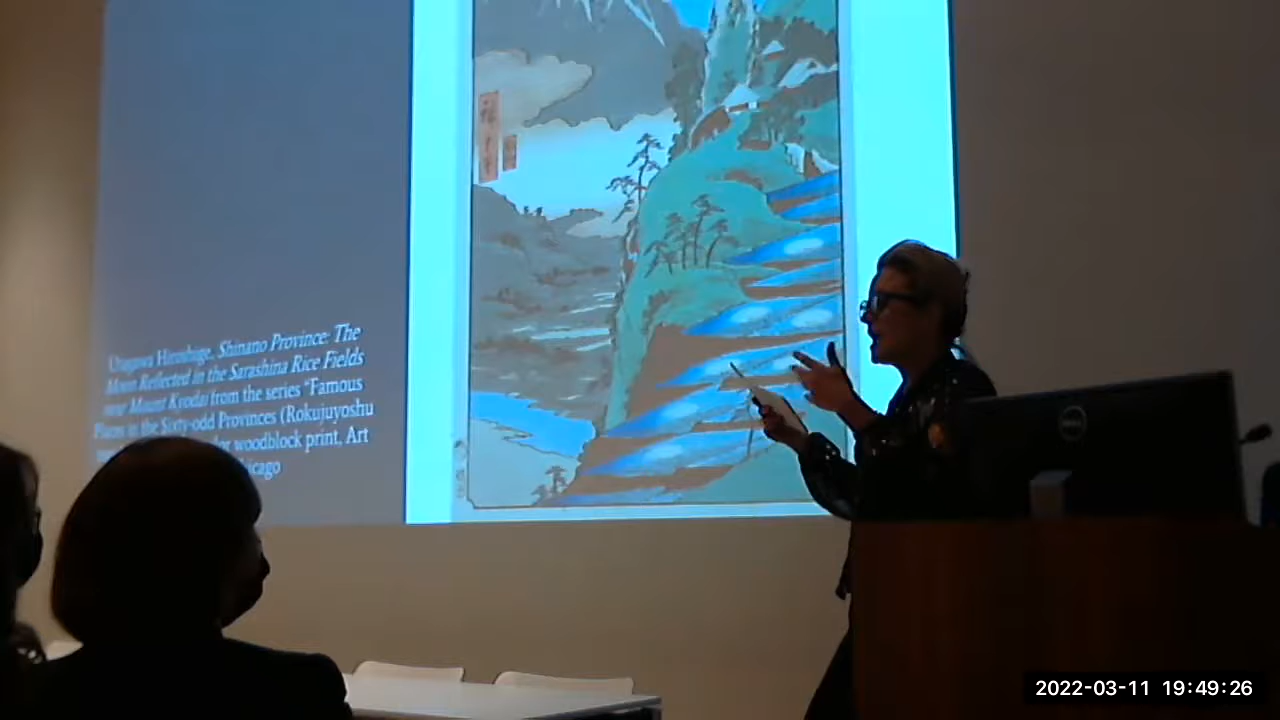 Utagawa Hiroshige, Shinano Province: The
Moon Reflected in the Sarashina Rice Fields
near Mount Kyodai from the series "Famous
Places in the Sixty-odd Provinces (Rokujuyoshu
woodblock print, Art
DELL
2022-03-11 19:49:26